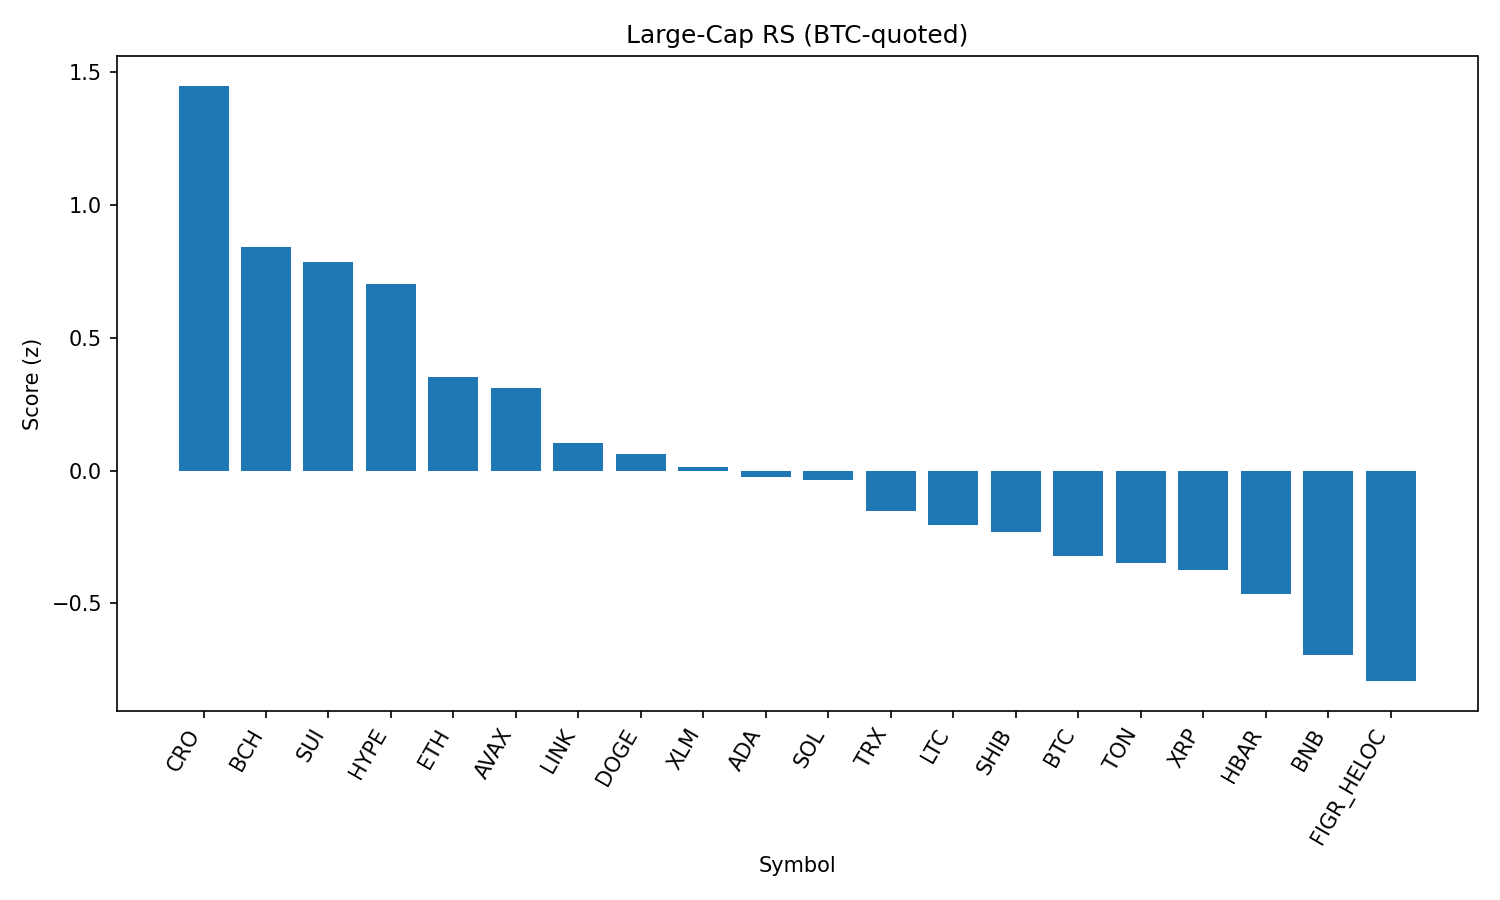 Large-Cap RS (BTC-quoted)
Score (z)
1.5
1.0
0.5
0.0
−0.5
CRO
BCH
SUI
HYPE
ETH
AVAX
LINK
DOGE
XLM
ADA
SOL
TRX
LTC
SHIB
BTC
TON
XRP
HBAR
BNB
FIGR_HELOC
Symbol